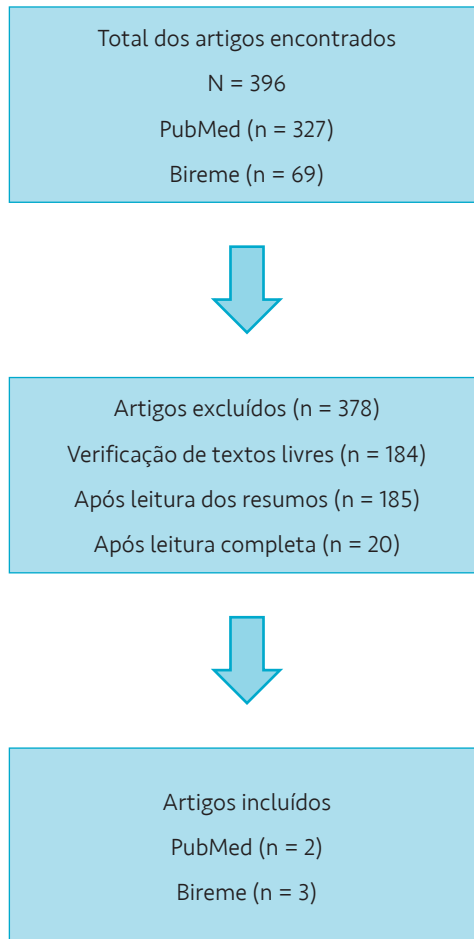 Total dos artigos encontrados
N = 396
PubMed (n = 327)
Bireme (n = 69)
Artigos excluídos (n = 378)
Verificação de textos livres (n = 184)
Após leitura dos resumos (n = 185)
Após leitura completa (n = 20)
Artigos incluídos
PubMed (n = 2)
Bireme (n = 3)